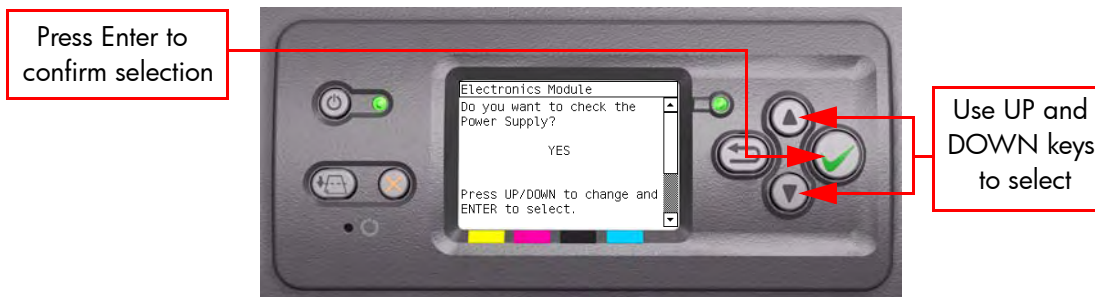 Press Enter to
confirm selection
Electronics Module
Do you want to check the
Power Supply?
YES
Press UP/DOWN to change and
ENTER to select.
Use UP and
DOWN keys
to select